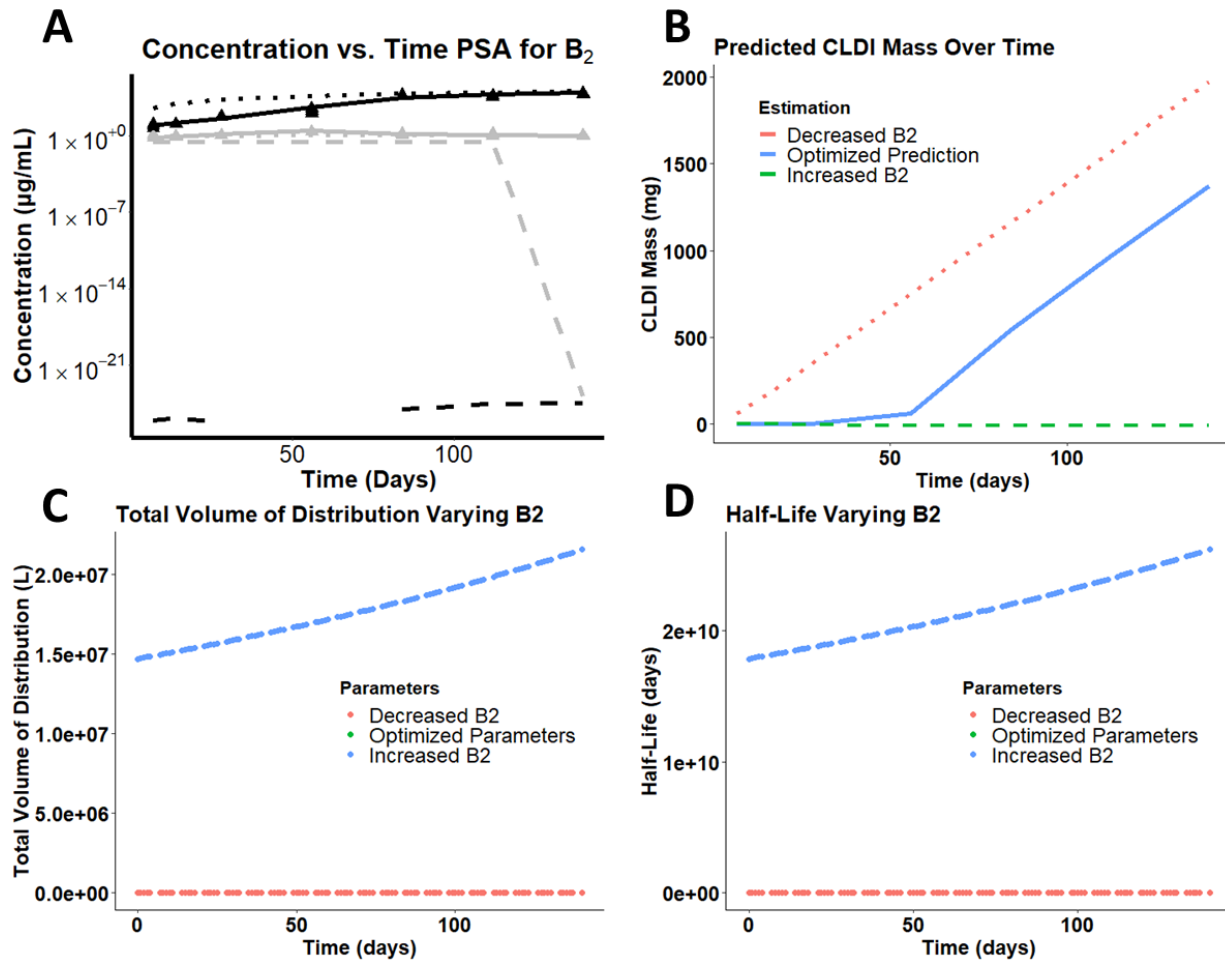 A
Concentration vs. Time PSA for B₂
Concentration (µg/mL)
1 × 10⁺⁰
1 × 10⁻⁷
1 × 10⁻¹⁴
1 × 10⁻²¹
50
100
Time (Days)
B
Predicted CLDI Mass Over Time
CLDI Mass (mg)
2000
1500
1000
500
0
Estimation
Decreased B2
Optimized Prediction
Increased B2
50
100
Time (days)
C
Total Volume of Distribution Varying B2
Total Volume of Distribution (L)
2.0e+07
1.5e+07
1.0e+07
5.0e+06
0.0e+00
Parameters
Decreased B2
Optimized Parameters
Increased B2
0
50
100
Time (days)
D
Half-Life Varying B2
Half-Life (days)
2e+10
1e+10
0e+00
Parameters
Decreased B2
Optimized Parameters
Increased B2
0
50
100
Time (days)